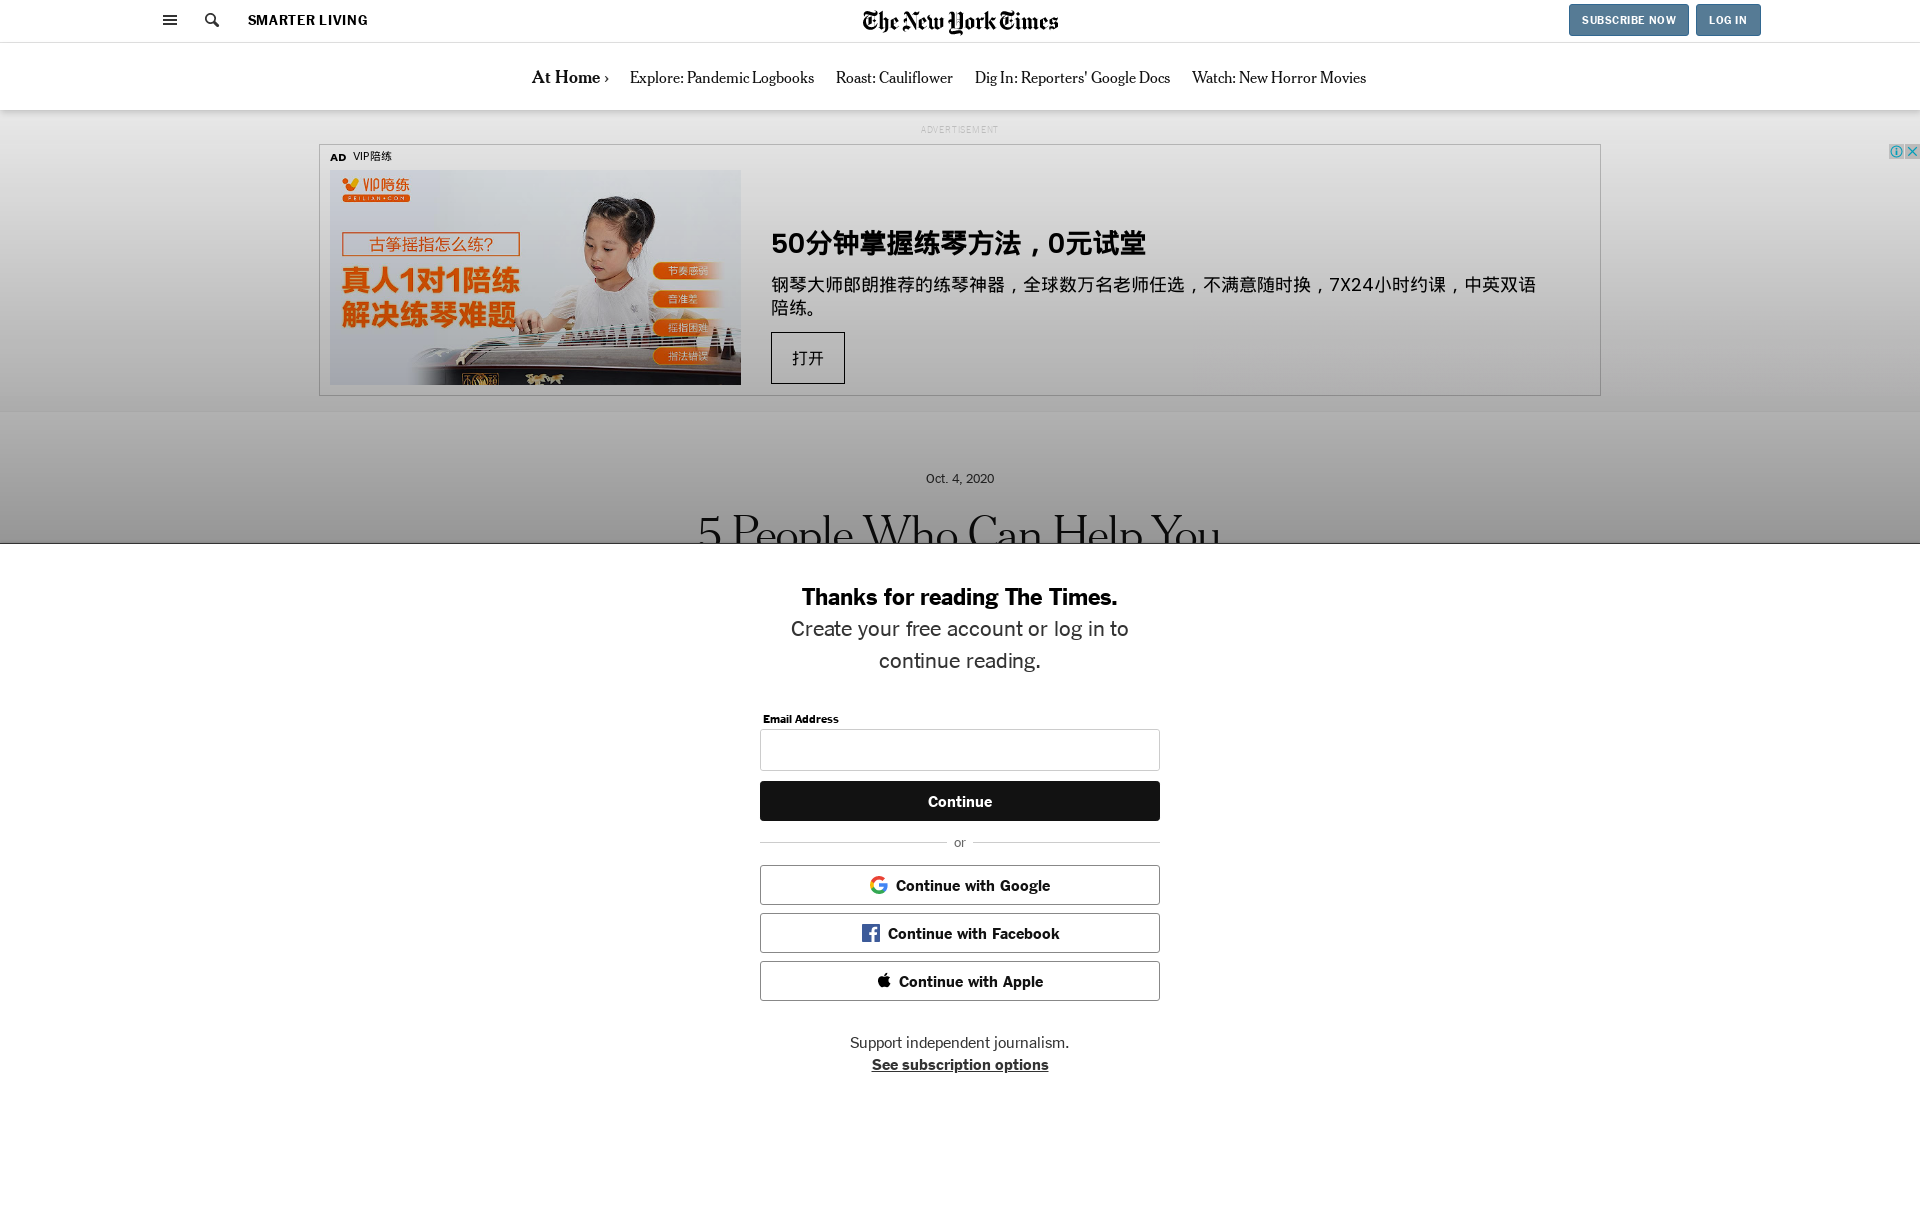 SMARTER LIVING
The New York Times
SUBSCRIBE NOW
LOG IN
At Home ›
Explore: Pandemic Logbooks
Roast: Cauliflower
Dig In: Reporters' Google Docs
Watch: New Horror Movies
ADVERTISEMENT
AD VIP陪练
VIP陪练
PEILIAN•COM
古筝摇指怎么练?
真人1对1陪练
解决练琴难题
节奏感弱
音准差
摇指困难
指法错误
50分钟掌握练琴方法，0元试堂
钢琴大师郎朗推荐的练琴神器，全球数万名老师任选，不满意随时换，7X24小时约课，中英双语
陪练。
打开
Oct. 4, 2020
5 People Who Can Help You
Thanks for reading The Times.
Create your free account or log in to
continue reading.
Email Address
Continue
or
Continue with Google
Continue with Facebook
Continue with Apple
Support independent journalism.
See subscription options